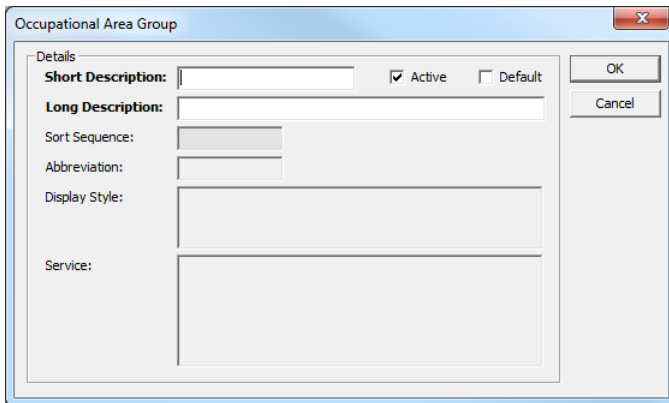 Occupational Area Group
Details
Short Description: Active Default OK
Long Description: Cancel
Sort Sequence:
Abbreviation:
Display Style:
Service: